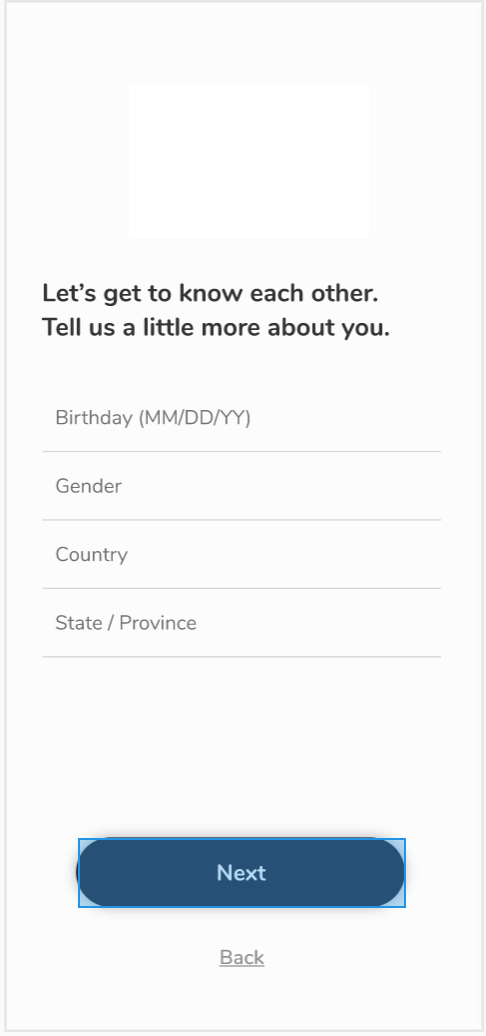 Let’s get to know each other.
Tell us a little more about you.
Birthday (MM/DD/YY)
Gender
Country
State / Province
Next
Back